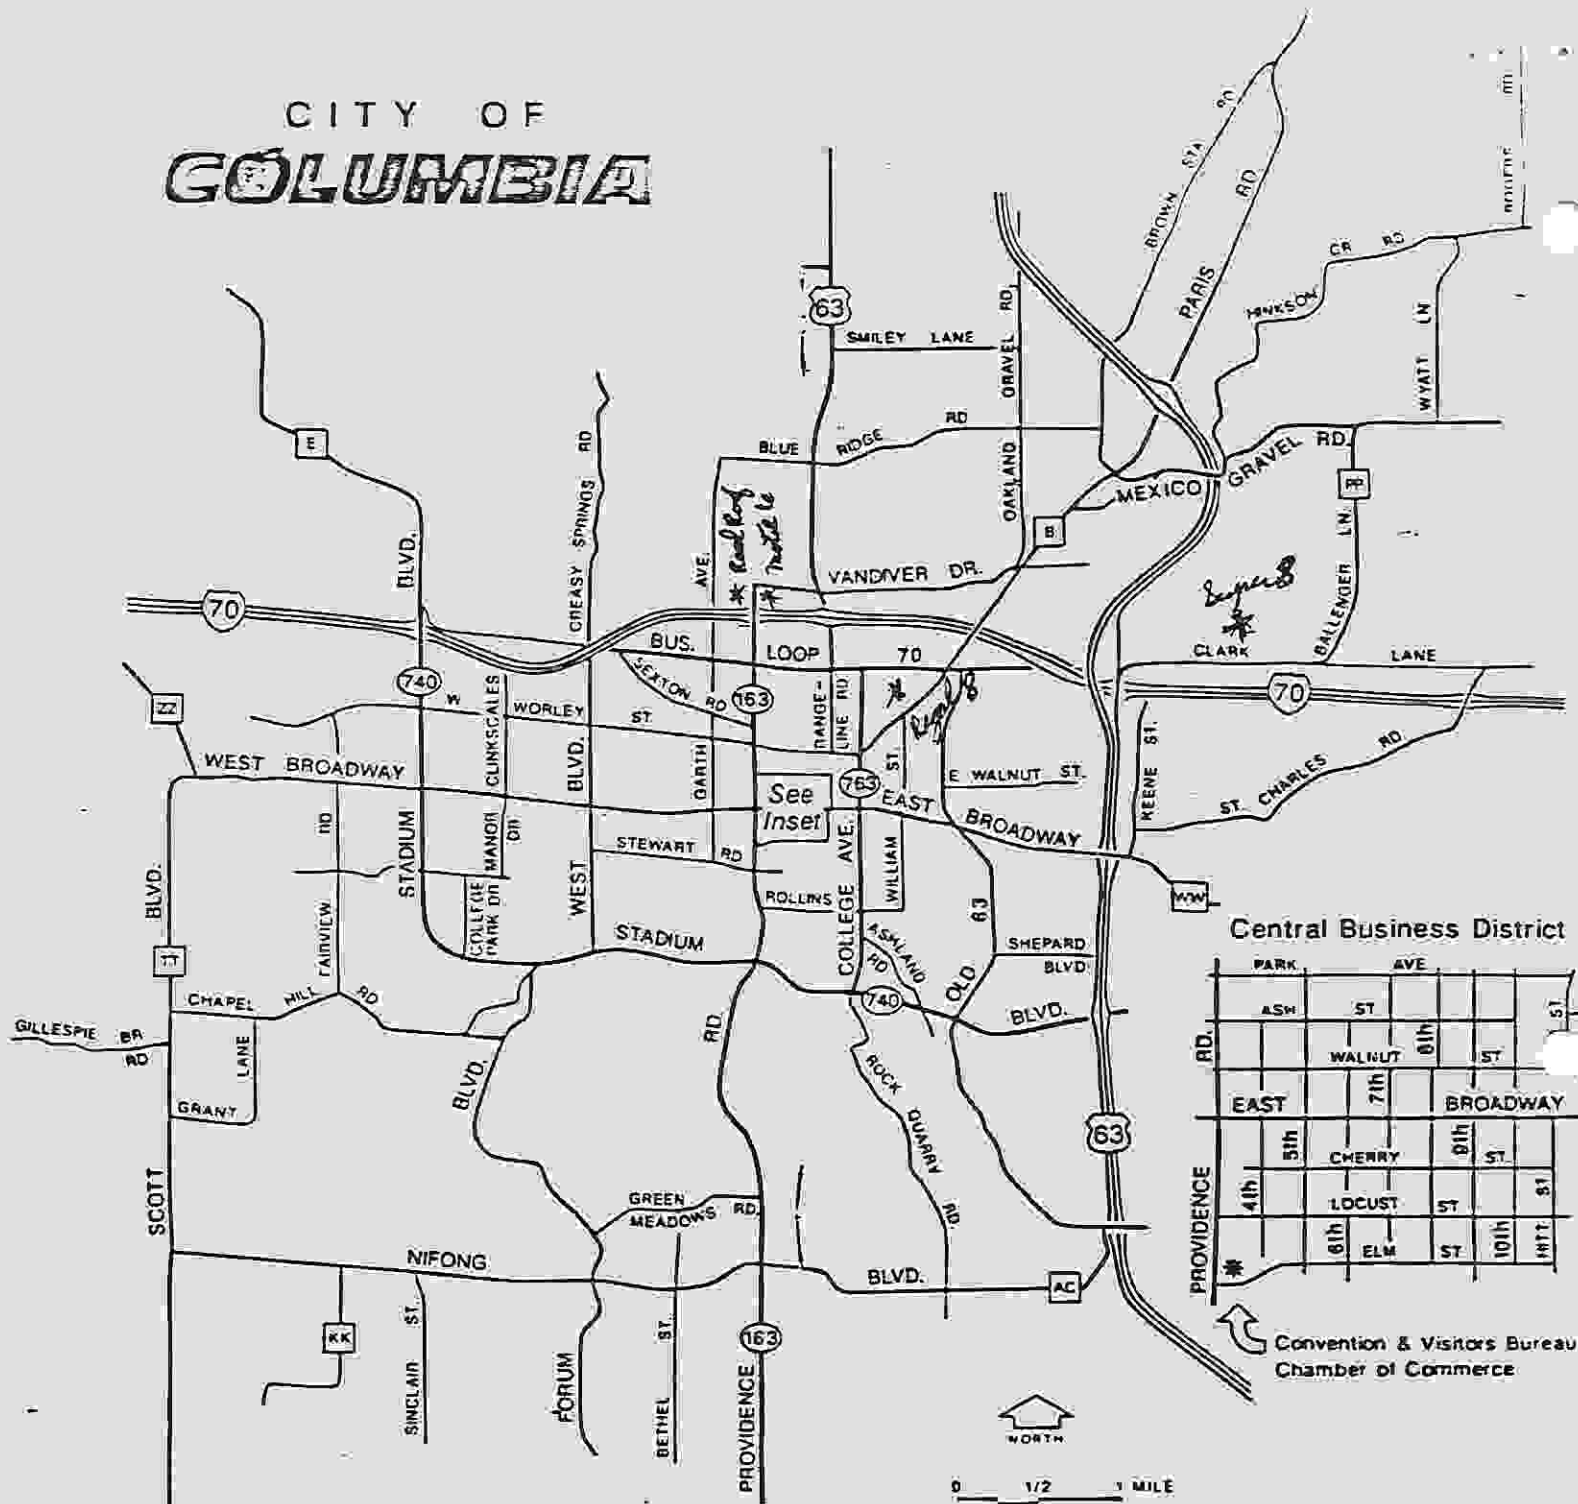 CITY OF
COLUMBIA
BROWN STA RD
PARIS RD.
HINKSON CR RD
WYATT LN
63
SMILEY LANE
OAKLAND GRAVEL RD.
E
CREASY SPRINGS RD
BLUE RIDGE RD
MEXICO GRAVEL RD.
PP
B
BALLENGER LN.
VANDIVER DR.
Super 8
Motel 6
70
BLVD.
GARTH AVE.
BUS. LOOP 70
CLARK LANE
70
740
163
SEXTON RD
W WORLEY ST.
RANGE-
LINE RD.
ZZ
WEST BROADWAY
CLINKSCALES
MANOR DR
WEST BLVD.
See
Inset
763
EAST BROADWAY
E WALNUT ST.
KEENE ST.
ST. CHARLES RD.
WW
STEWART RD
ROLLINS
WILLIAM ST.
COLLEGE AVE.
FAIRVIEW RD
STADIUM
COLLEGE
PARK DR
STADIUM
ASHLAND
RD
OLD 63
SHEPARD
BLVD
740
BLVD.
TT
SCOTT BLVD.
CHAPEL HILL RD
GILLESPIE BR
RD
GRANT LANE
BLVD.
RD.
ROCK QUARRY RD.
63
GREEN
MEADOWS RD.
NIFONG BLVD.
AC
KK
SINCLAIR ST.
FORUM
BETHEL ST.
163
PROVIDENCE
Central Business District
PARK AVE
ASH ST
WALNUT ST
EAST BROADWAY
CHERRY ST.
LOCUST ST
ELM ST
4th
5th
6th
7th
8th
9th
10th
HITT ST
ST
PROVIDENCE RD.
Convention & Visitors Bureau
Chamber of Commerce
NORTH
0 1/2 1 MILE